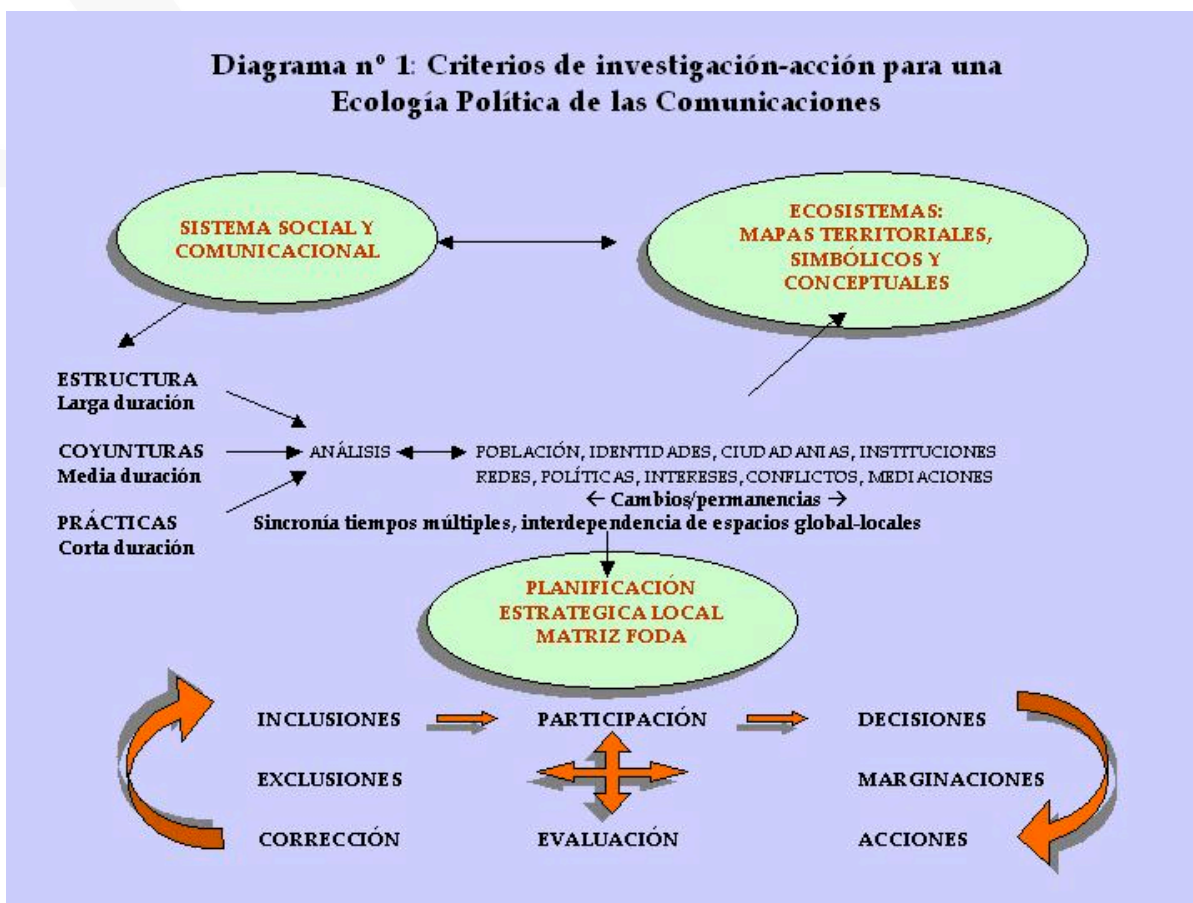 Diagrama nº 1: Criterios de investigación-acción para una
Ecología Política de las Comunicaciones
SISTEMA SOCIAL Y
COMUNICACIONAL
ECOSISTEMAS:
MAPAS TERRITORIALES,
SIMBÓLICOS Y
CONCEPTUALES
ESTRUCTURA
Larga duración
COYUNTURAS
Media duración
PRÁCTICAS
Corta duración
ANÁLISIS
POBLACIÓN, IDENTIDADES, CIUDADANIAS, INSTITUCIONES
REDES, POLÍTICAS, INTERESES, CONFLICTOS, MEDIACIONES
← Cambios/permanencias →
Sincronía tiempos múltiples, interdependencia de espacios global-locales
PLANIFICACIÓN
ESTRATEGICA LOCAL
MATRIZ FODA
INCLUSIONES PARTICIPACIÓN DECISIONES
EXCLUSIONES MARGINACIONES
CORRECCIÓN EVALUACIÓN ACCIONES